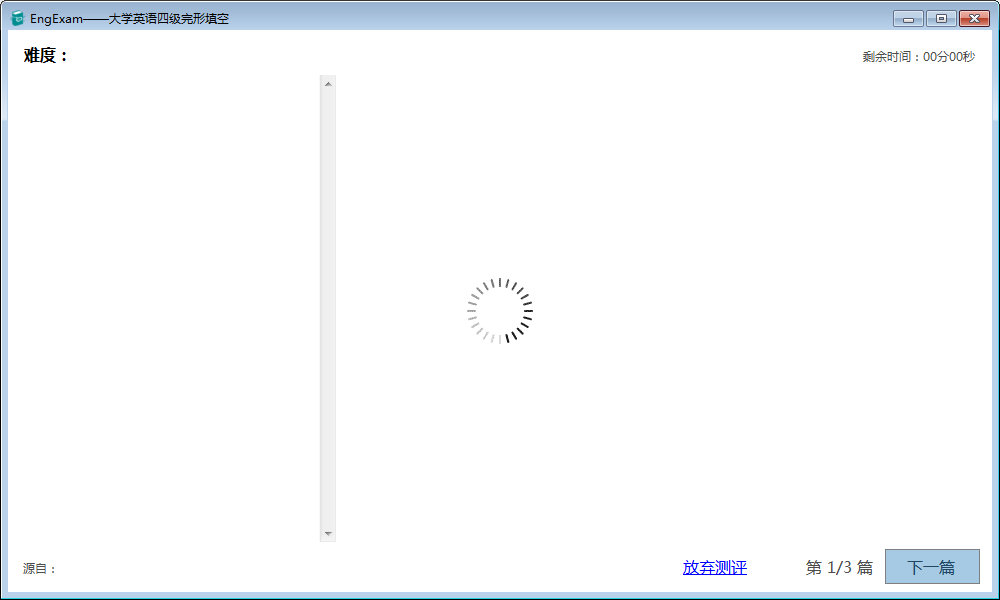 EngExam——大学英语四级完形填空
难度：
剩余时间：00分00秒
源自：
放弃测评
第 1/3 篇
下一篇